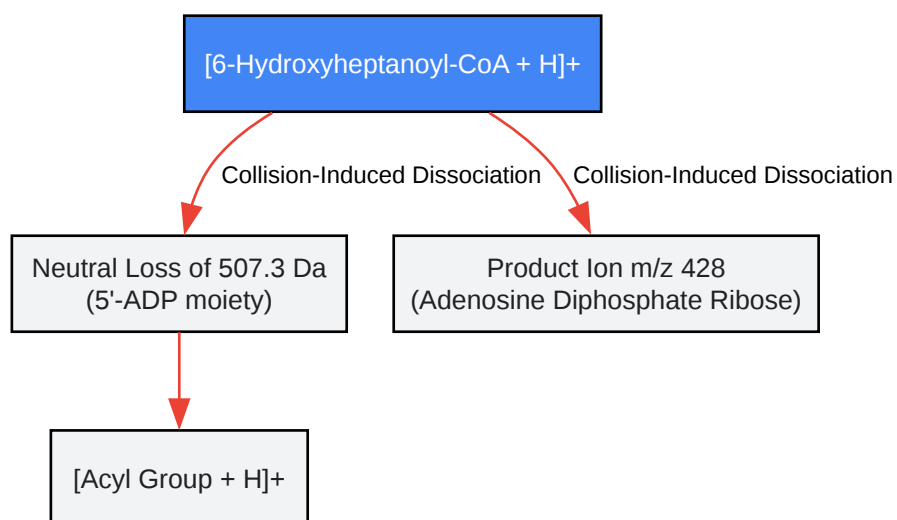 [6-Hydroxyheptanoyl-CoA + H]+
Collision-Induced Dissociation
Collision-Induced Dissociation
Neutral Loss of 507.3 Da
(5'-ADP moiety)
Product Ion m/z 428
(Adenosine Diphosphate Ribose)
[Acyl Group + H]+